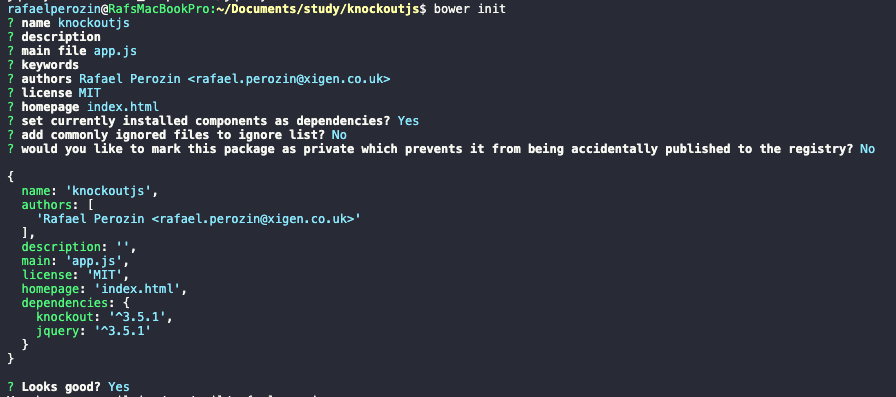 rafaelperozin@RafsMacBookPro:~/Documents/study/knockoutjs$ bower init
? name knockoutjs
? description
? main file app.js
? keywords
? authors Rafael Perozin <rafael.perozin@xigen.co.uk>
? license MIT
? homepage index.html
? set currently installed components as dependencies? Yes
? add commonly ignored files to ignore list? No
? would you like to mark this package as private which prevents it from being accidentally published to the registry? No
{
  name: 'knockoutjs',
  authors: [
    'Rafael Perozin <rafael.perozin@xigen.co.uk>'
  ],
  description: '',
  main: 'app.js',
  license: 'MIT',
  homepage: 'index.html',
  dependencies: {
    knockout: '^3.5.1',
    jquery: '^3.5.1'
  }
}
? Looks good? Yes